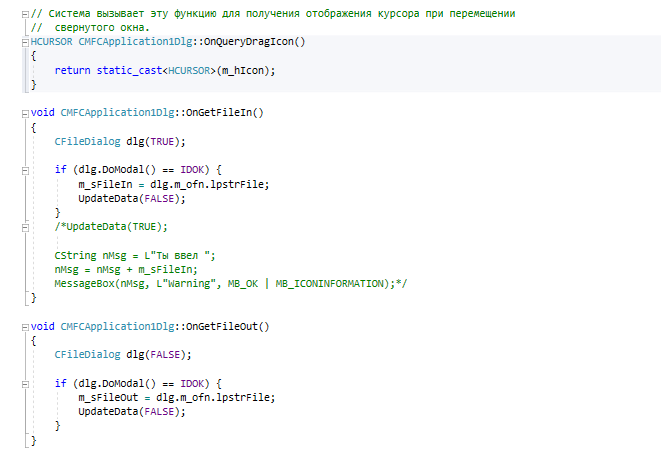 // Система вызывает эту функцию для получения отображения курсора при перемещении
//  свернутого окна.
HCURSOR CMFCApplication1Dlg::OnQueryDragIcon()
{
    return static_cast<HCURSOR>(m_hIcon);
}
void CMFCApplication1Dlg::OnGetFileIn()
{
    CFileDialog dlg(TRUE);
    if (dlg.DoModal() == IDOK) {
        m_sFileIn = dlg.m_ofn.lpstrFile;
        UpdateData(FALSE);
    }
    /*UpdateData(TRUE);
    CString nMsg = L"Ты ввел ";
    nMsg = nMsg + m_sFileIn;
    MessageBox(nMsg, L"Warning", MB_OK | MB_ICONINFORMATION);*/
}
void CMFCApplication1Dlg::OnGetFileOut()
{
    CFileDialog dlg(FALSE);
    if (dlg.DoModal() == IDOK) {
        m_sFileOut = dlg.m_ofn.lpstrFile;
        UpdateData(FALSE);
    }
}